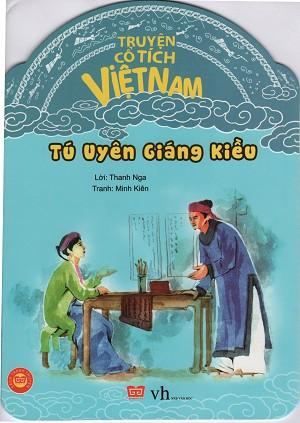 TRUYỆN
CỔ TÍCH
VIỆT NAM
Tú Uyên Giáng Kiều
Lời: Thanh Nga
Tranh: Minh Kiên
vh